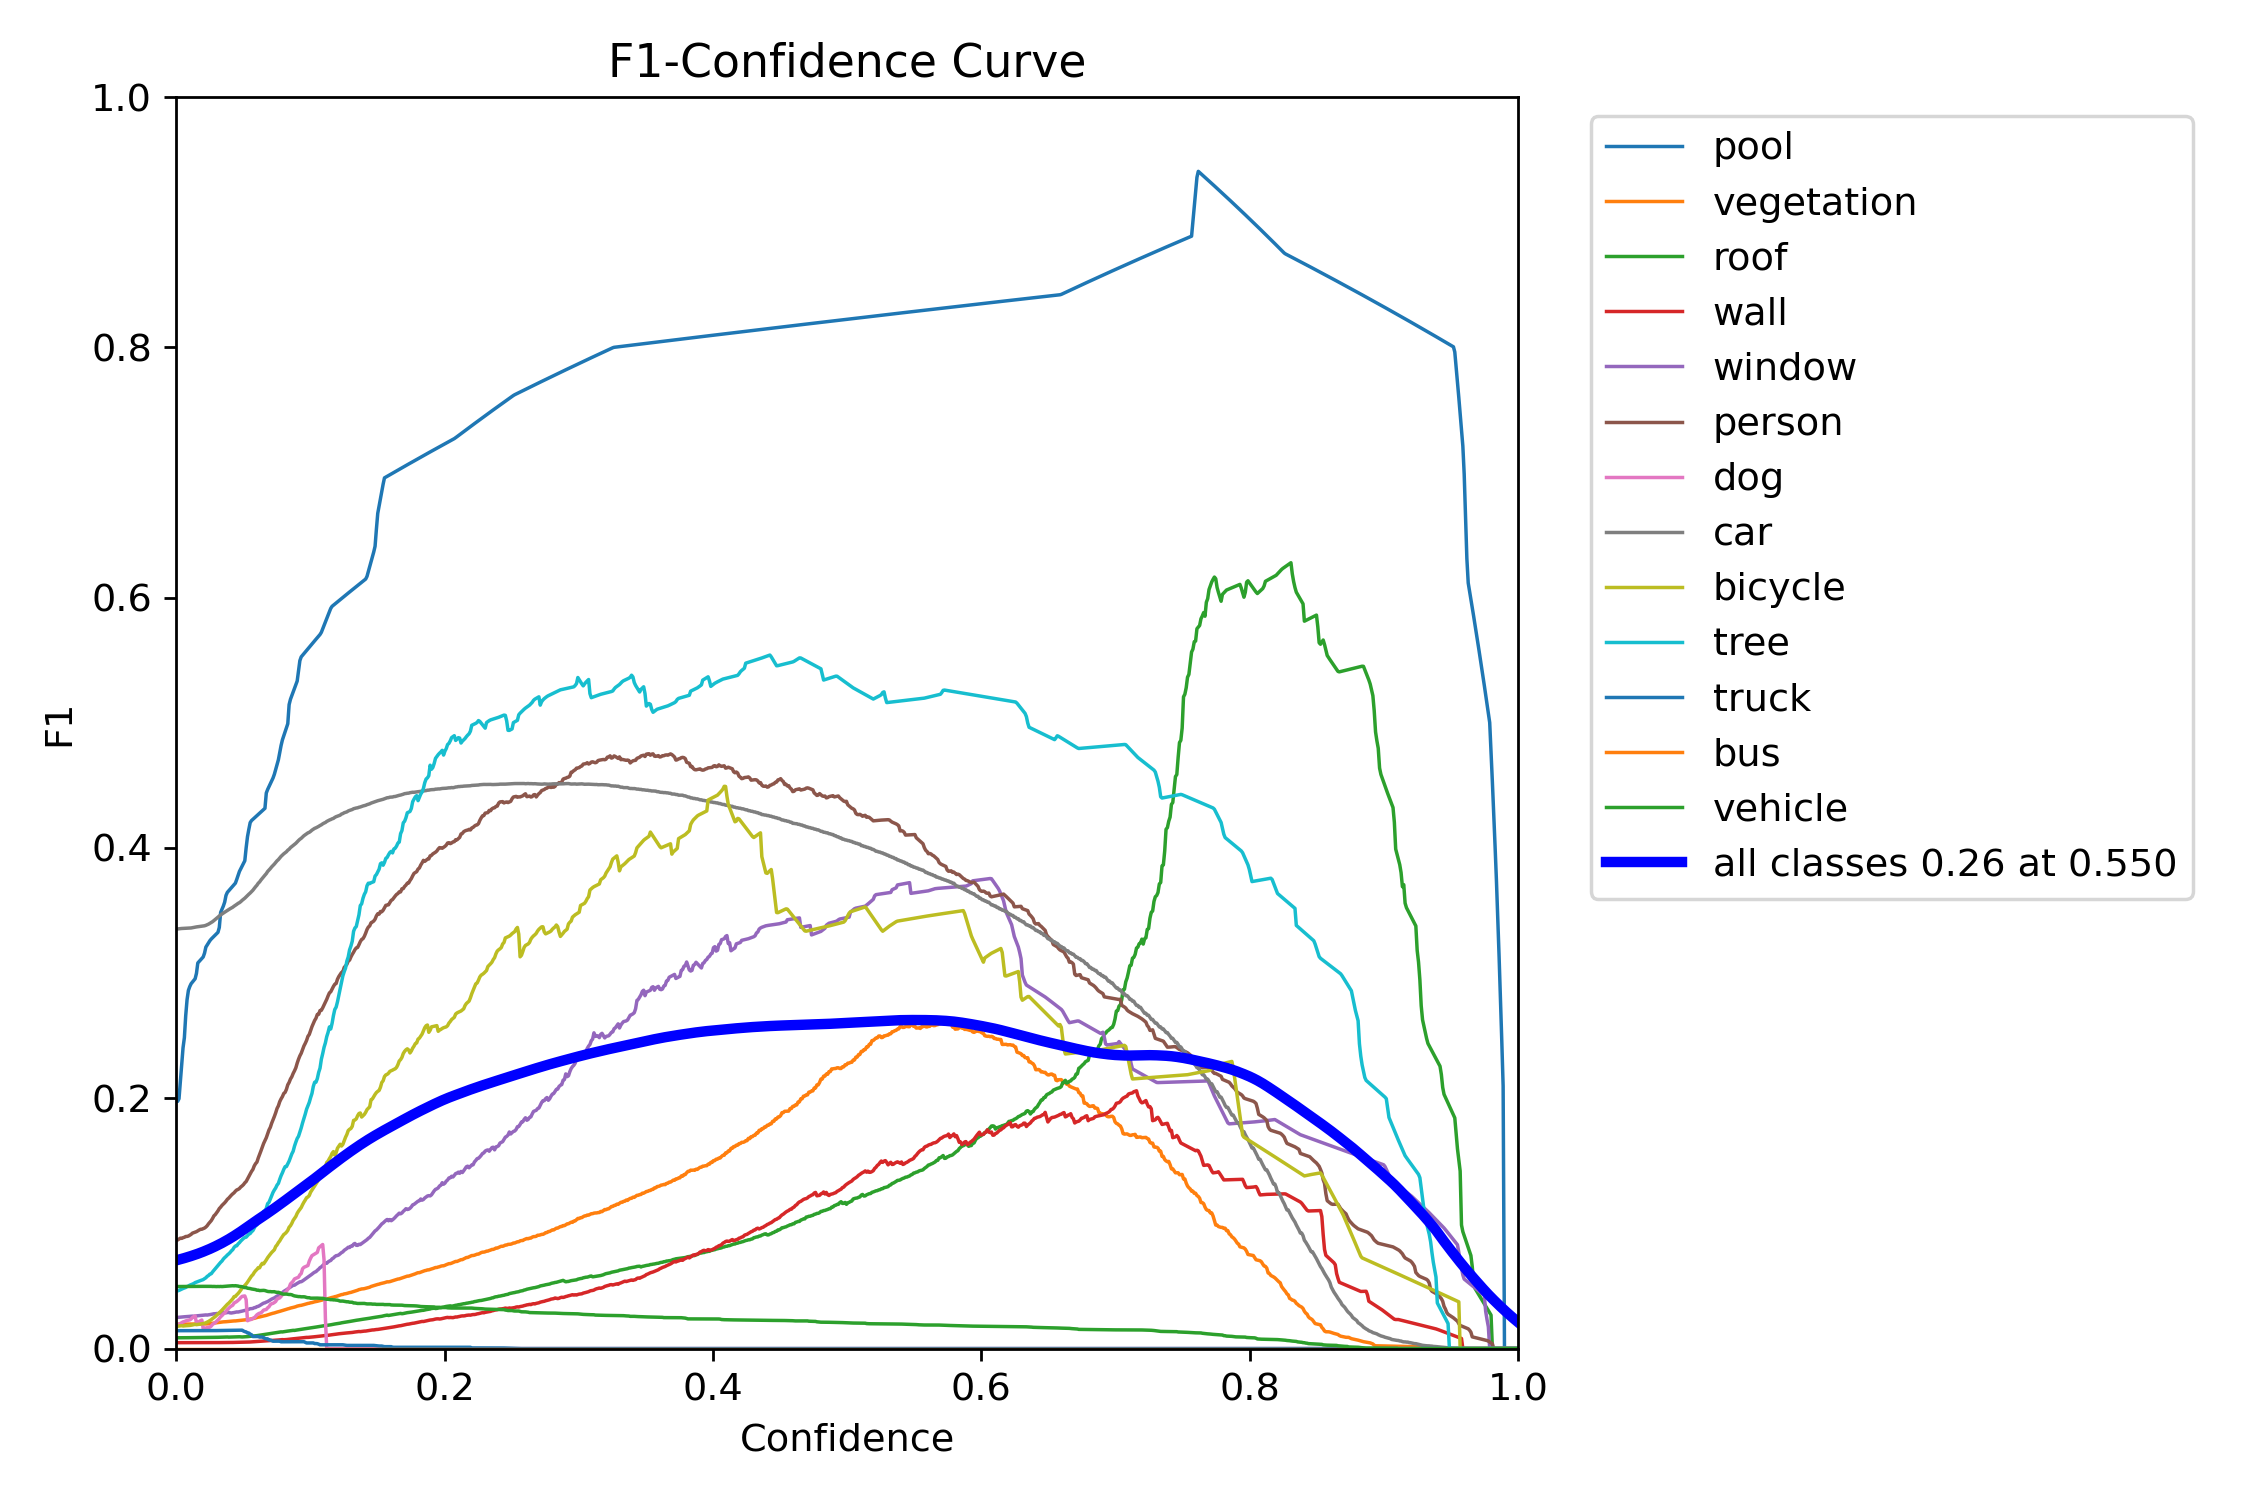 F1-Confidence Curve
1.0
0.8
0.6
0.4
0.2
0.0
F1
0.0 0.2 0.4 0.6 0.8 1.0
Confidence
pool
vegetation
roof
wall
window
person
dog
car
bicycle
tree
truck
bus
vehicle
all classes 0.26 at 0.550